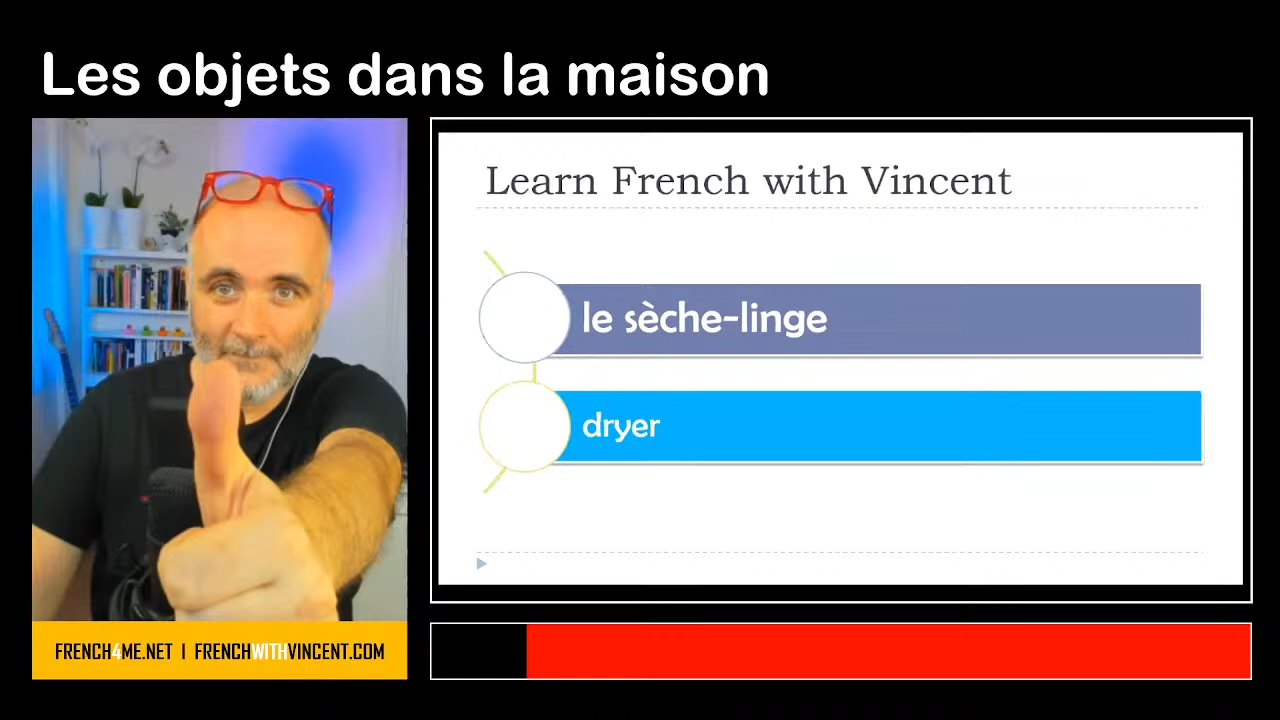 Les objets dans la maison
Learn French with Vincent
le sèche-linge
dryer
FRENCH4ME.NET I FRENCHWITHVINCENT.COM